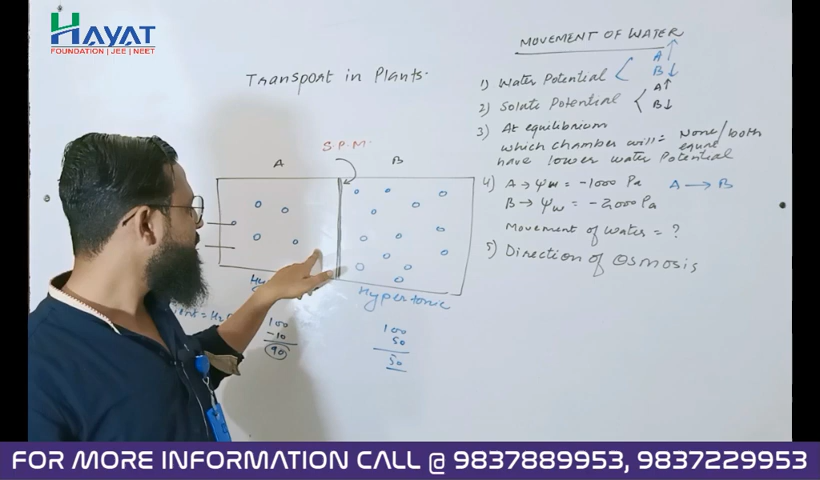 HAYAT
FOUNDATION | JEE | NEET
Transport in Plants.
S.P.M.
A
B
Hypertonic
100
-10
90
100
50
50
MOVEMENT OF WATER
1) Water Potential < A↑ B↓
2) Solute Potential < A↑ B↓
3) At equilibrium
which chamber will = None/both
have lower water Potential equal
4) A → Ψw = -1000 Pa A → B
B → Ψw = -2000 Pa
Movement of water = ?
5) Direction of Osmosis
FOR MORE INFORMATION CALL @ 9837889953, 9837229953